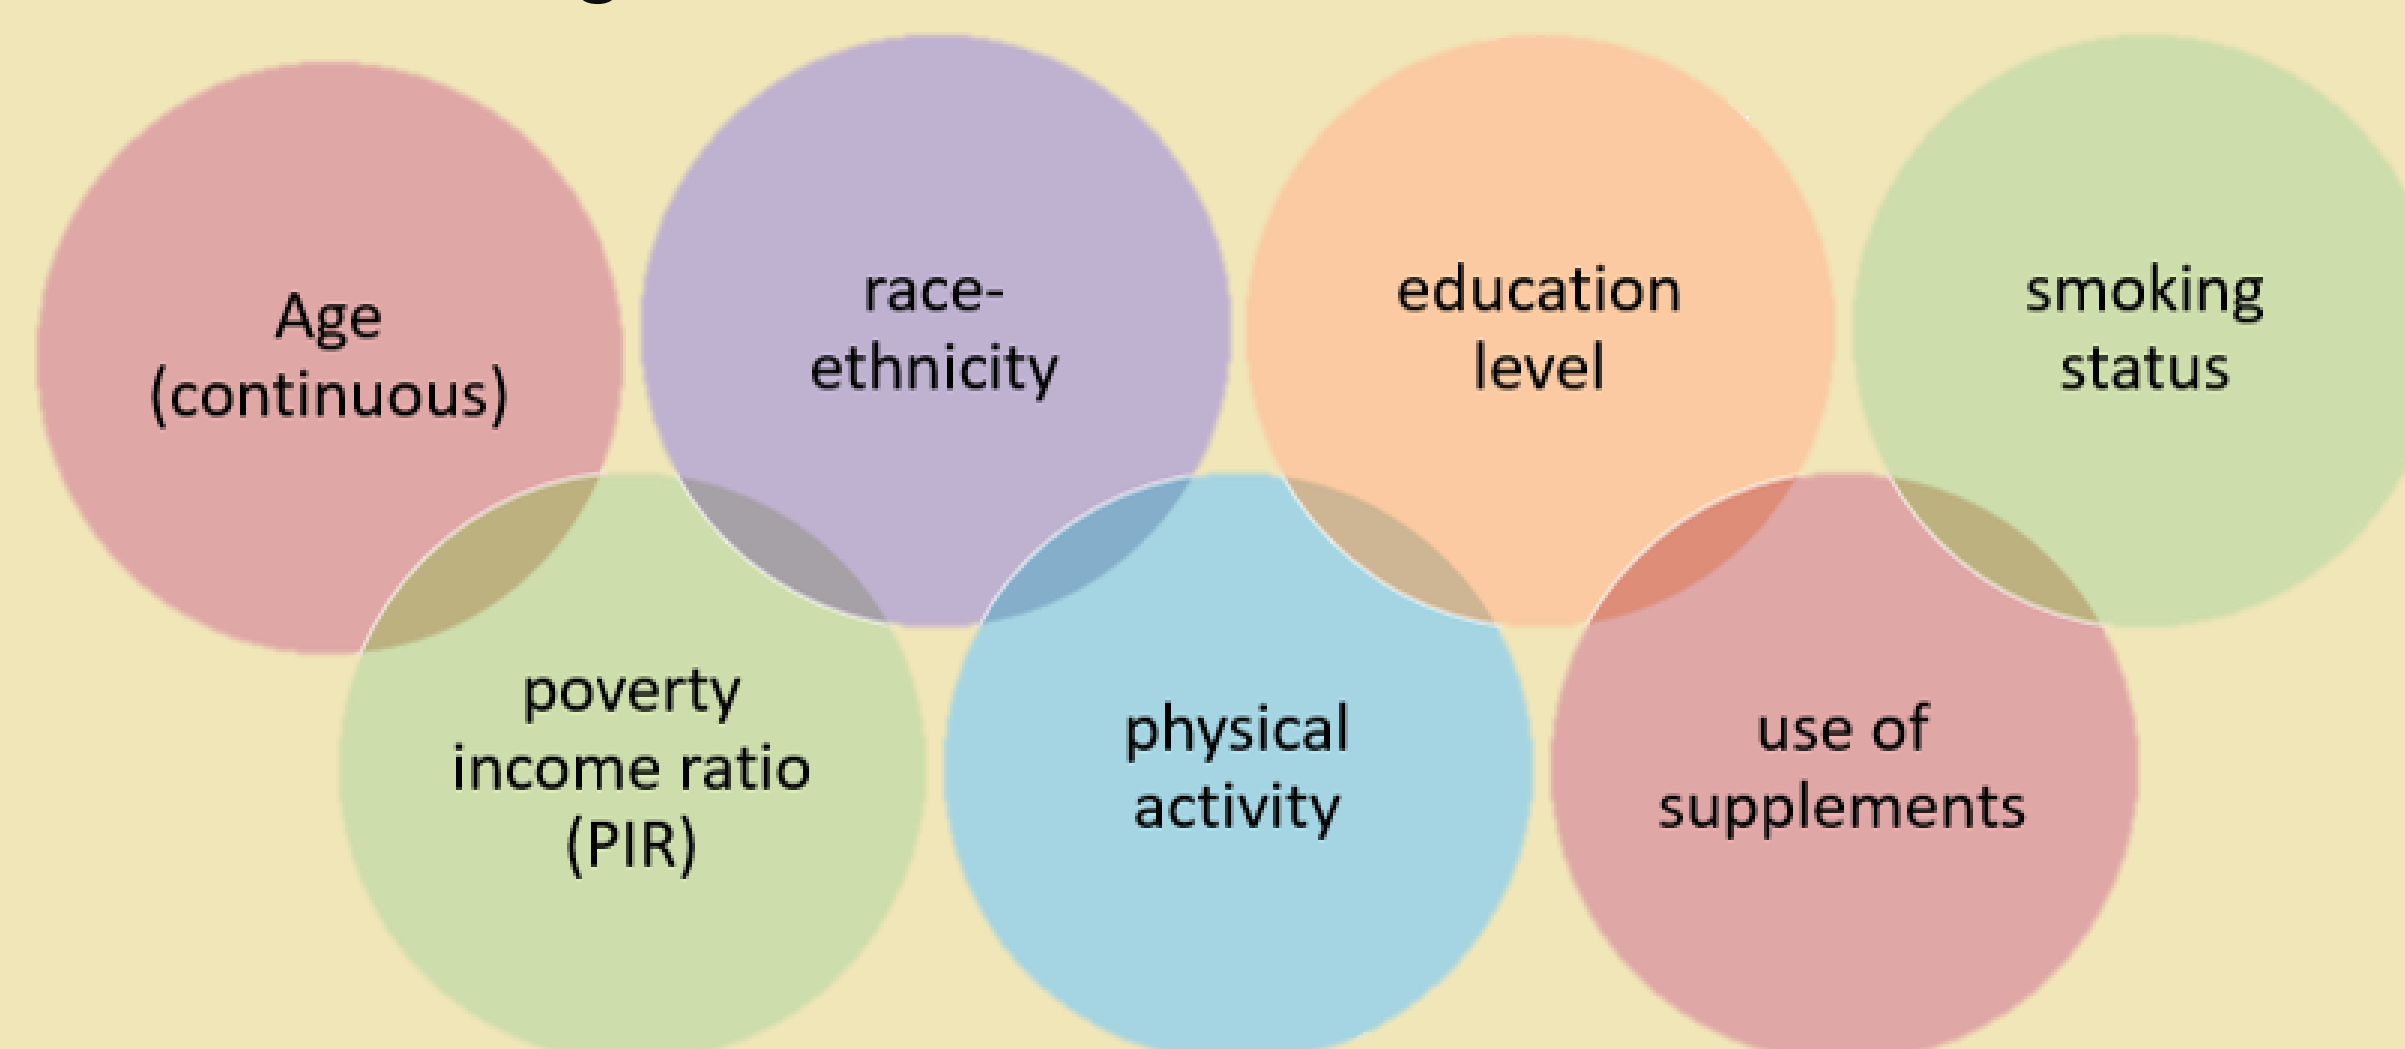 Age
(continuous)
poverty
income ratio
(PIR)
race-
ethnicity
physical
activity
education
level
use of
supplements
smoking
status